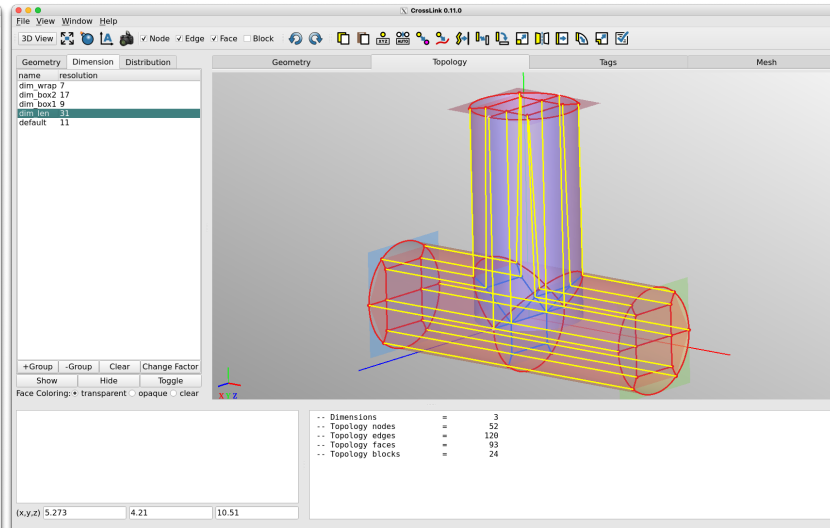 CrossLink 0.11.0
File View Window Help
3D View Node Edge Face Block
Geometry Dimension Distribution
Geometry Topology Tags Mesh
name resolution
dim_wrap 7
dim_box2 17
dim_box1 9
dim_len 31
default 11
+Group -Group Clear Change Factor
Show Hide Toggle
Face Coloring: transparent opaque clear
X Z
-- Dimensions = 3
-- Topology nodes = 52
-- Topology edges = 120
-- Topology faces = 93
-- Topology blocks = 24
(x,y,z) 5.273 4.21 10.51